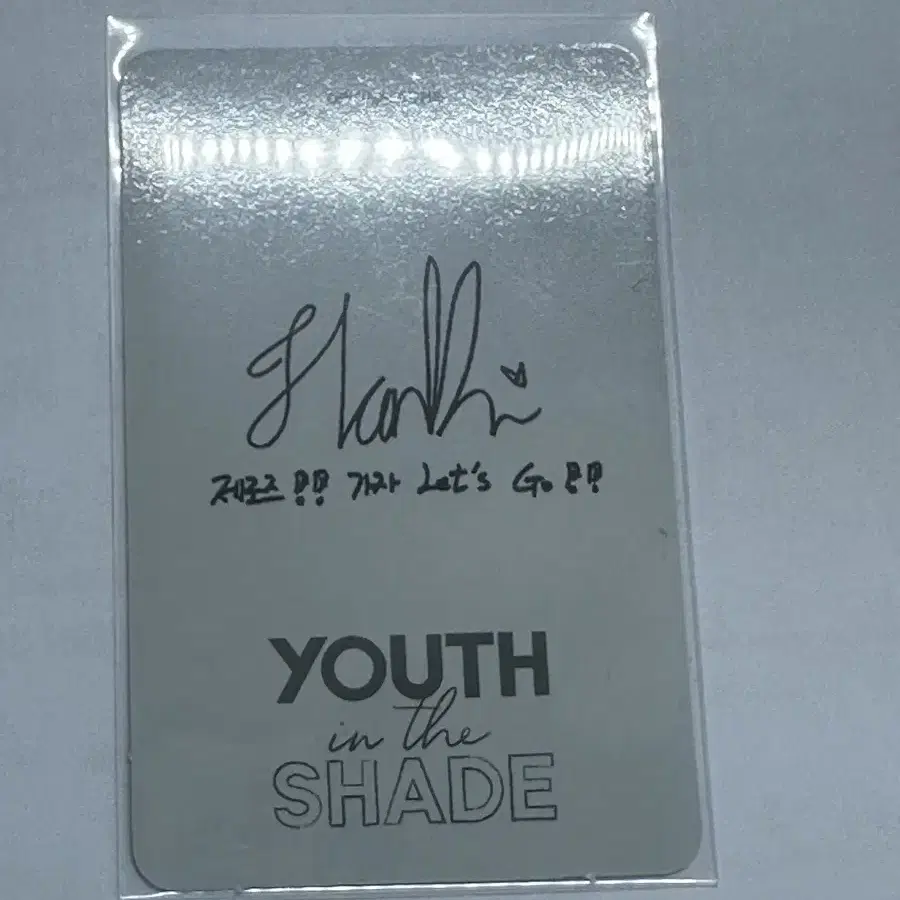 제로즈!! 가자 Let's Go!!
YOUTH
in the
SHADE